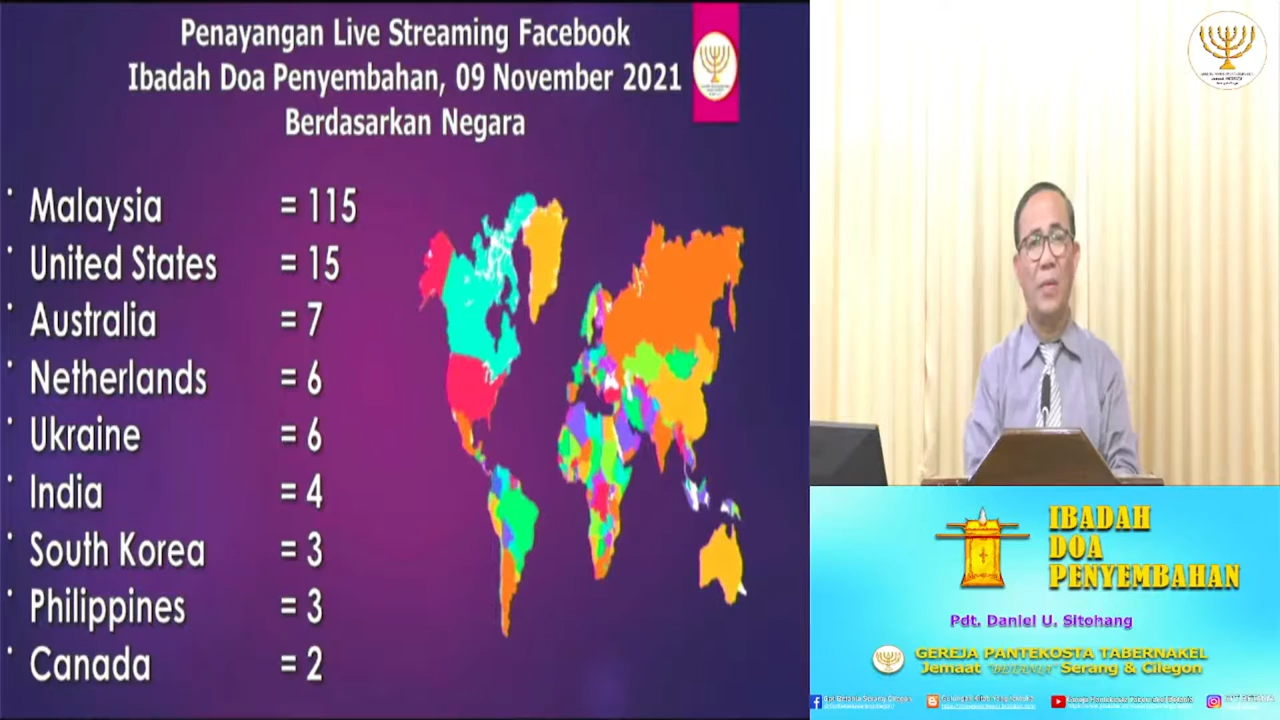 Penayangan Live Streaming Facebook
Ibadah Doa Penyembahan, 09 November 2021
Berdasarkan Negara
Malaysia = 115
United States = 15
Australia = 7
Netherlands = 6
Ukraine = 6
India = 4
South Korea = 3
Philippines = 3
Canada = 2
IBADAH
DOA
PENYEMBAHAN
Pdt. Daniel U. Sitohang
GEREJA PANTEKOSTA TABERNAKEL
Jemaat "BETANIA" Serang & Cilegon